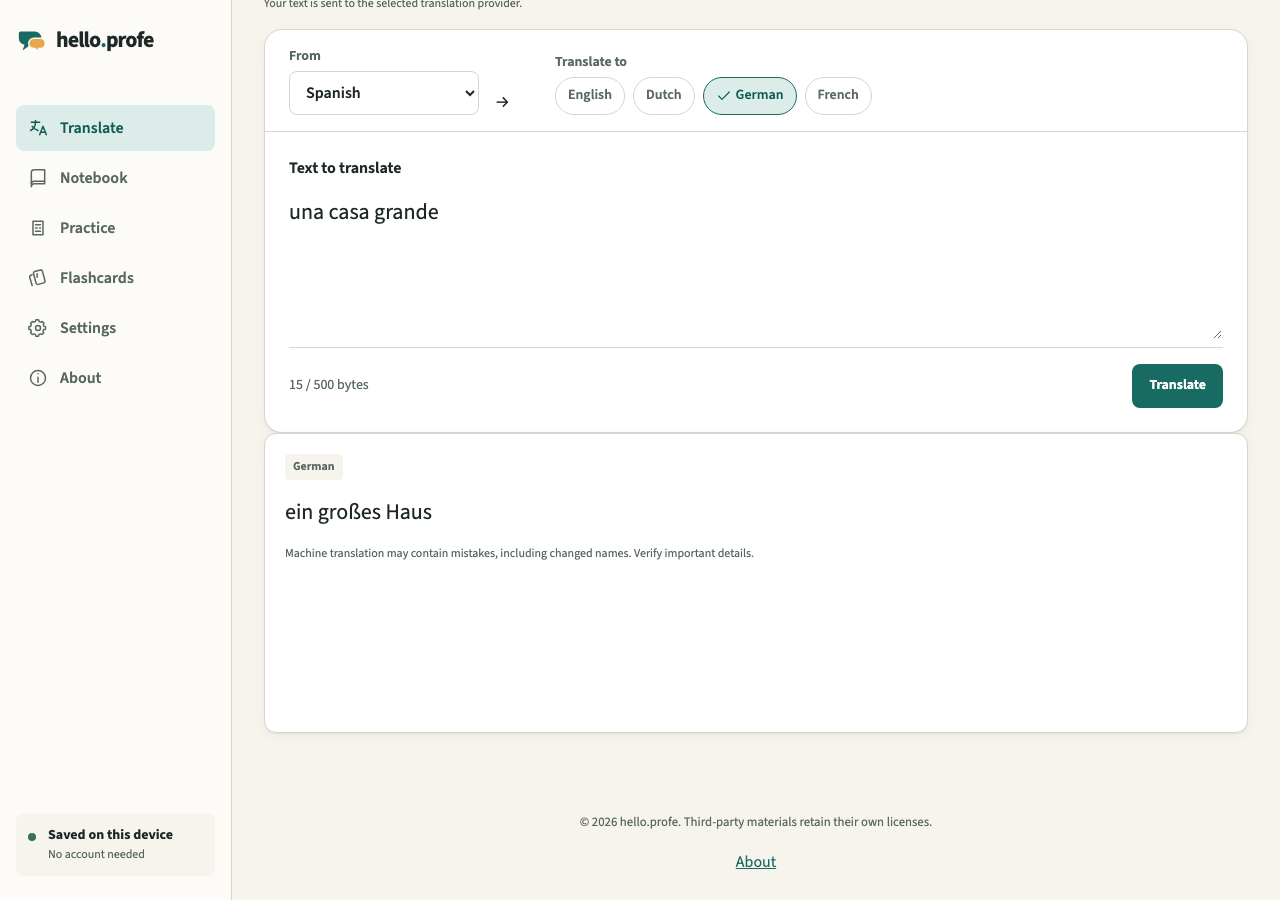 Your text is sent to the selected translation provider.
hello.profe
Translate
Notebook
Practice
Flashcards
Settings
About
Saved on this device
No account needed
From
Spanish
→
Translate to
English
Dutch
✓ German
French
Text to translate
una casa grande
15 / 500 bytes
Translate
German
ein großes Haus
Machine translation may contain mistakes, including changed names. Verify important details.
© 2026 hello.profe. Third-party materials retain their own licenses.
About